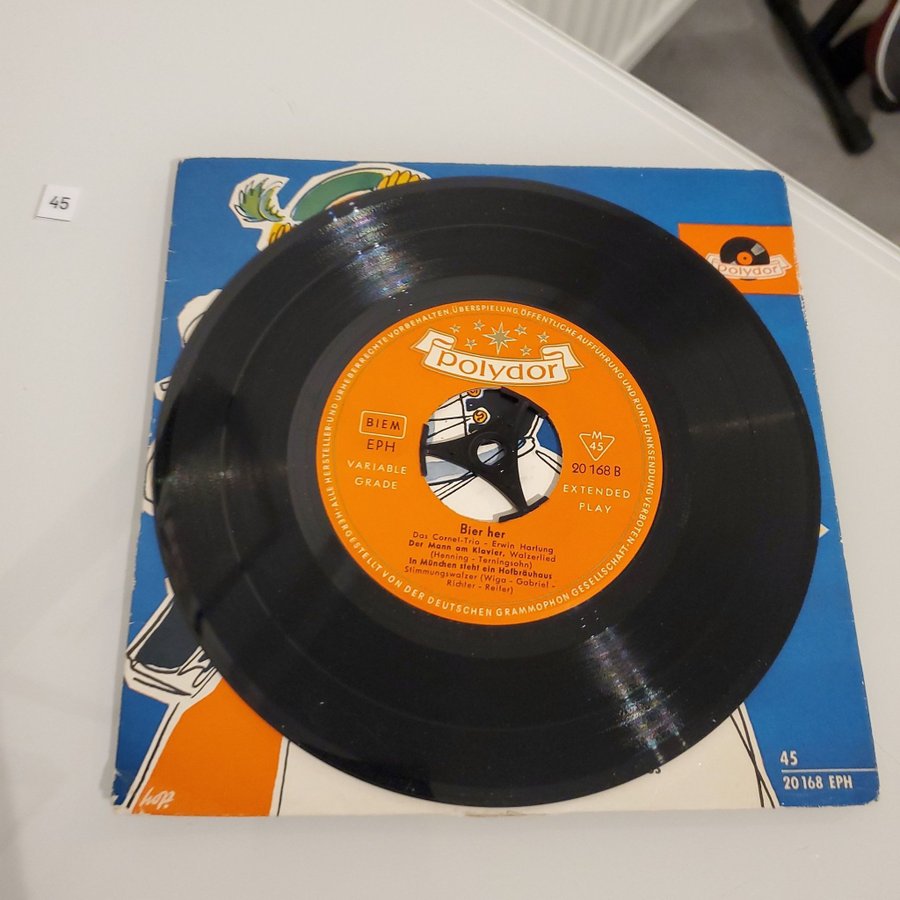 45
polydor
ALLE HERSTELLER-UND URHEBERRECHTE VORBEHALTEN, ÜBERSPIELUNG, ÖFFENTLICHE AUFFÜHRUNG UND RUNDFUNKSENDUNG VERBOTEN
polydor
BIEM
EPH
VARIABLE
GRADE
M
45
20 168 B
EXTENDED
PLAY
Bier her
Das Cornel-Trio - Erwin Hartung
Der Mann am Klavier, Walzerlied
(Henning - Terningsohn)
In München steht ein Hofbräuhaus
Stimmungswalzer (Wiga - Gabriel -
Richter - Reiter)
HERGESTELLT VON DER DEUTSCHEN GRAMMOPHON GESELLSCHAFT
45
20 168 EPH